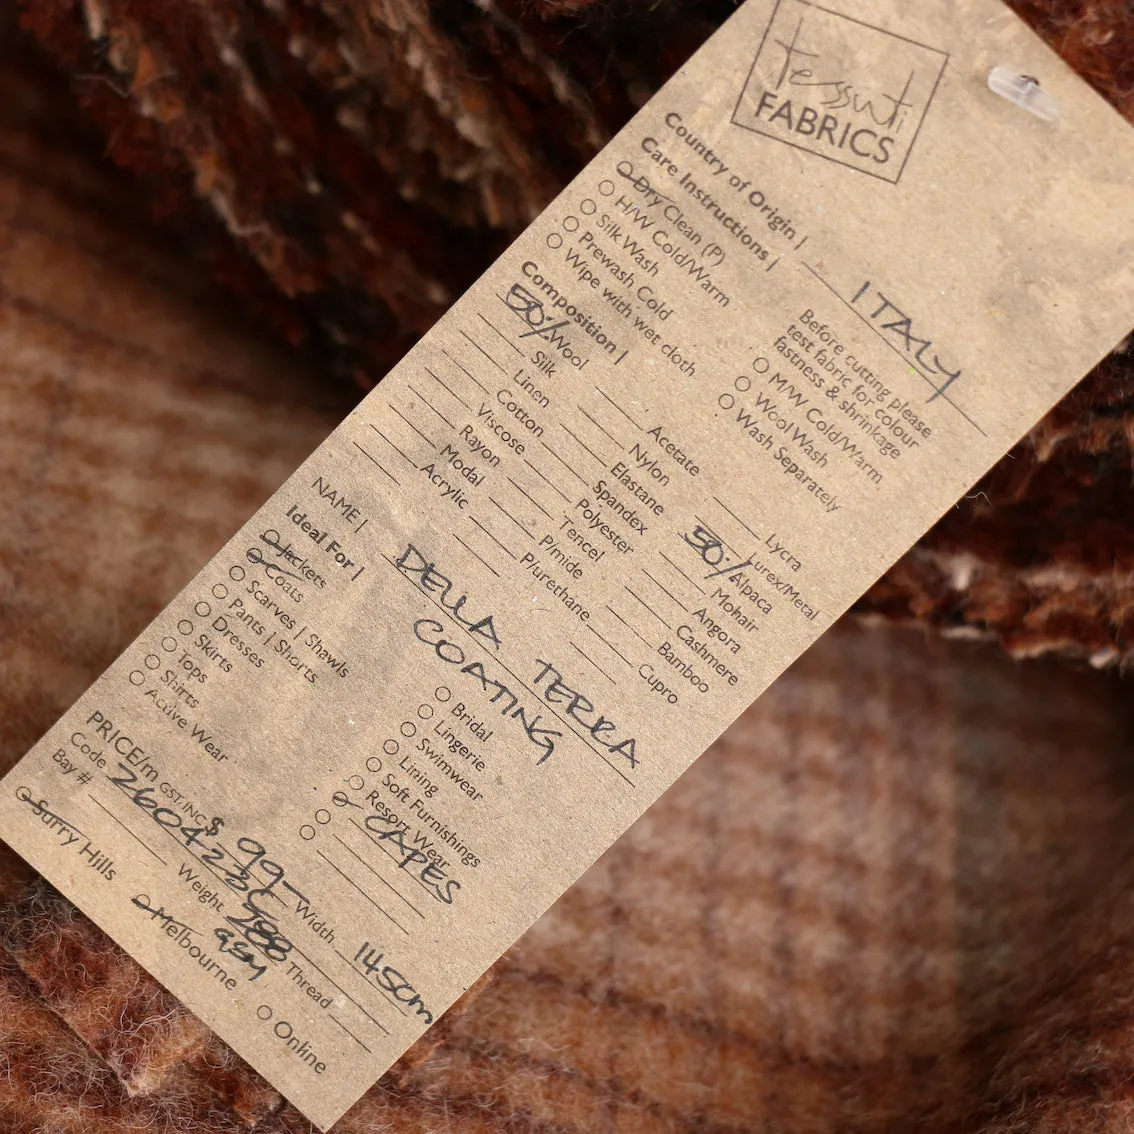 tessuti
FABRICS
Country of Origin | ITALY
Care Instructions |
Dry Clean (P)
H/W Cold/Warm
Silk Wash
Prewash Cold
Wipe with wet cloth
Before cutting please
test fabric for colour
fastness & shrinkage
M/W Cold/Warm
Wool Wash
Wash Separately
Composition |
50% Wool
Silk
Linen
Cotton
Viscose
Rayon
Modal
Acrylic
Acetate
Nylon
Elastane
Spandex
Polyester
Tencel
P/mide
P/urethane
Lycra
Lurex/Metal
50% Alpaca
Mohair
Angora
Cashmere
Bamboo
Cupro
NAME | DELLA TERRA
COATING
Ideal For |
Jackets
Coats
Scarves | Shawls
Pants | Shorts
Dresses
Skirts
Tops
Shirts
Active Wear
Bridal
Lingerie
Swimwear
Lining
Soft Furnishings
Resort Wear
CAPES
PRICE/m GST.INC $ 99- Width 145cm
Code Weight Thread
Bay #
gsm
Surry Hills Melbourne Online